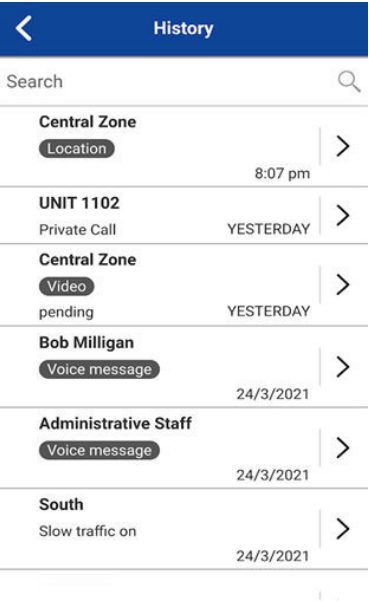 History
Search
Central Zone
Location
8:07 pm
UNIT 1102
Private Call YESTERDAY
Central Zone
Video
pending YESTERDAY
Bob Milligan
Voice message
24/3/2021
Administrative Staff
Voice message
24/3/2021
South
Slow traffic on
24/3/2021